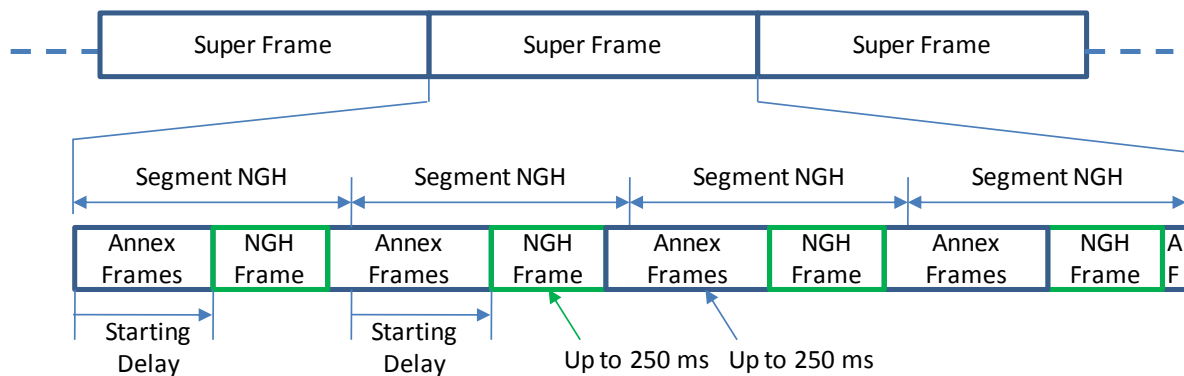 Super Frame Super Frame Super Frame
Segment NGH Segment NGH Segment NGH Segment NGH
Annex NGH Annex NGH Annex NGH Annex NGH A
Frames Frame Frames Frame Frames Frame Frames Frame F
Starting Starting
Delay Delay
Up to 250 ms Up to 250 ms